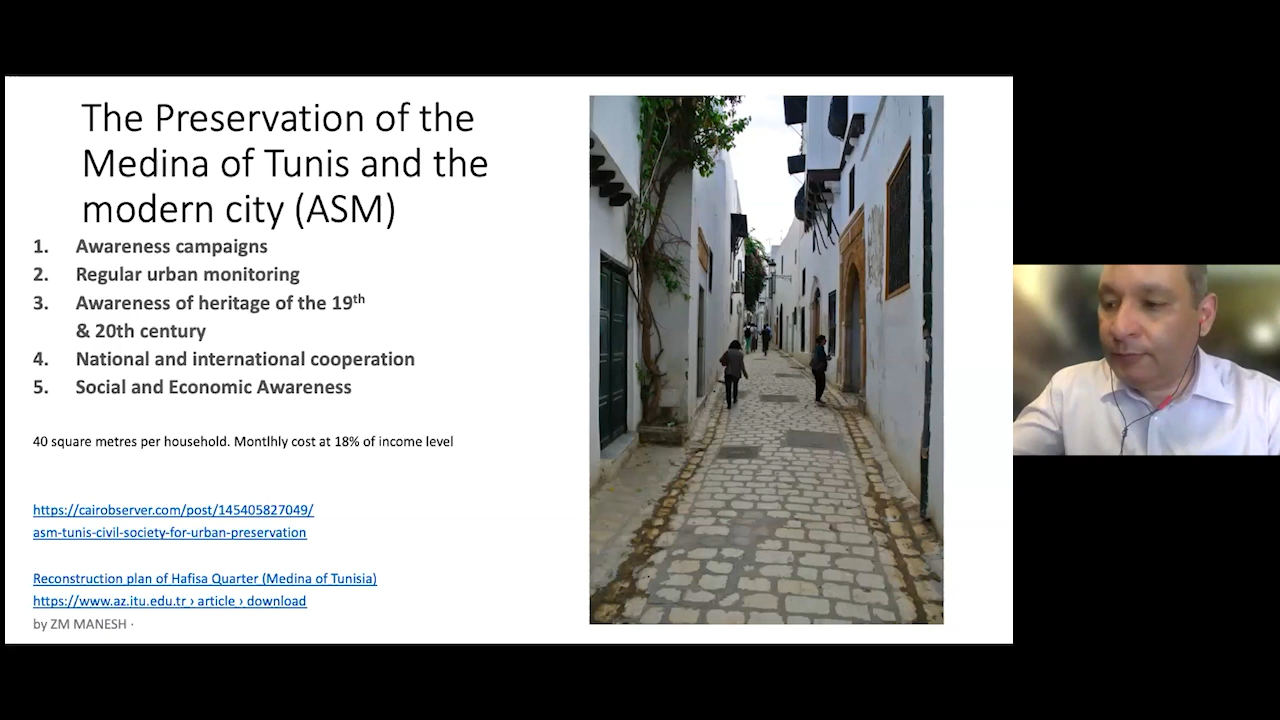 The Preservation of the
Medina of Tunis and the
modern city (ASM)
1. Awareness campaigns
2. Regular urban monitoring
3. Awareness of heritage of the 19th
& 20th century
4. National and international cooperation
5. Social and Economic Awareness
40 square metres per household. Montlhly cost at 18% of income level
https://cairobserver.com/post/145405827049/
asm-tunis-civil-society-for-urban-preservation
Reconstruction plan of Hafisa Quarter (Medina of Tunisia)
https://www.az.itu.edu.tr › article › download
by ZM MANESH ·